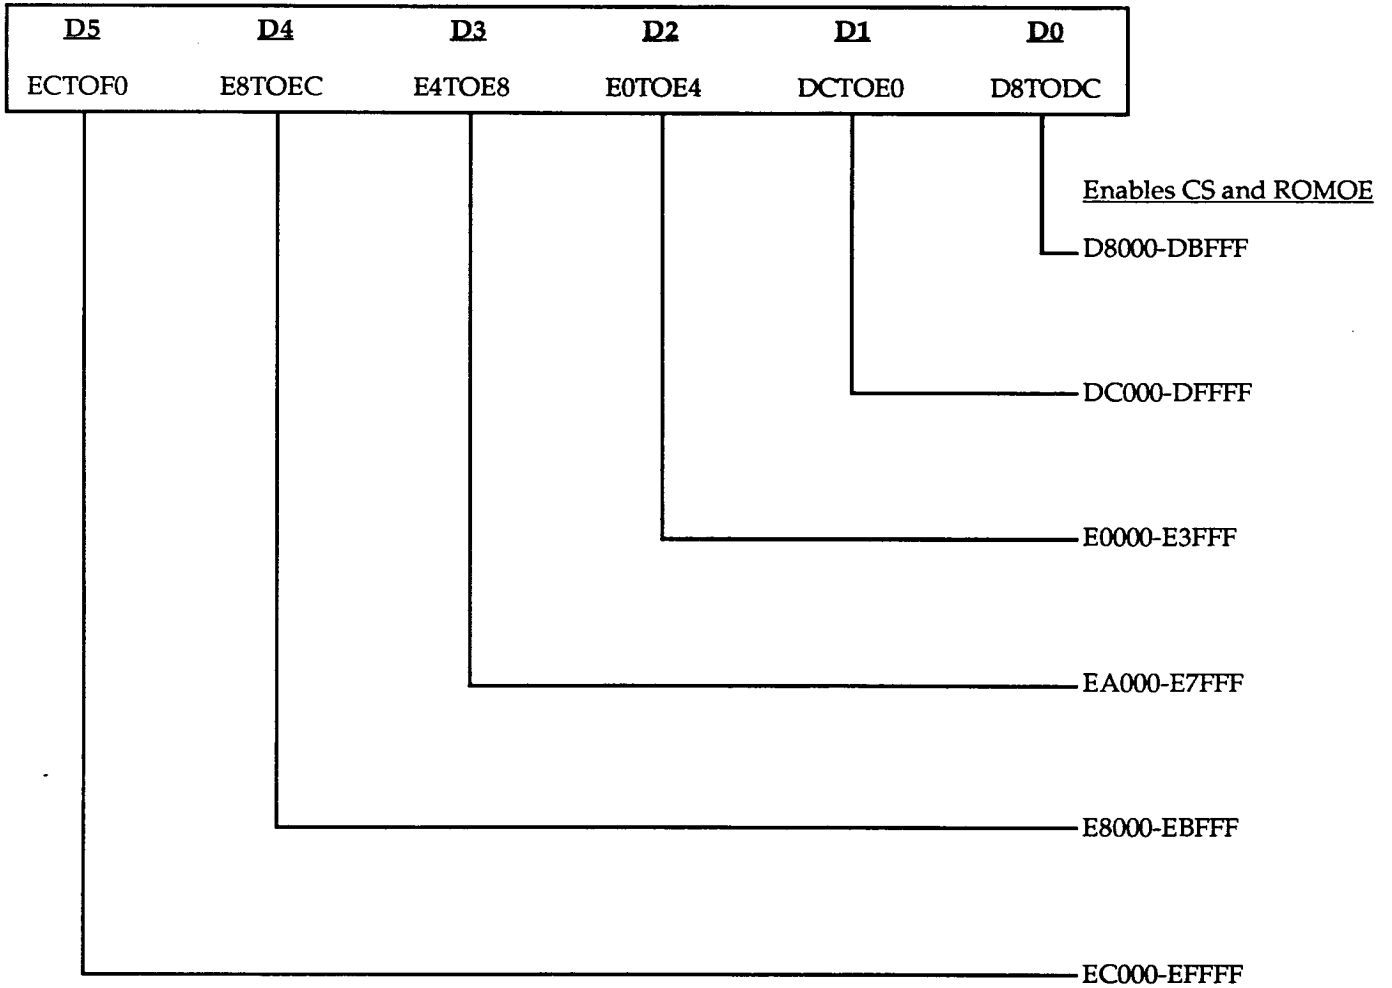 D5 D4 D3 D2 D1 D0
ECTOF0 E8TOEC E4TOE8 E0TOE4 DCTOE0 D8TODC
Enables CS and ROMOE
D8000-DBFFF
DC000-DFFFF
E0000-E3FFF
EA000-E7FFF
E8000-EBFFF
EC000-EFFFF